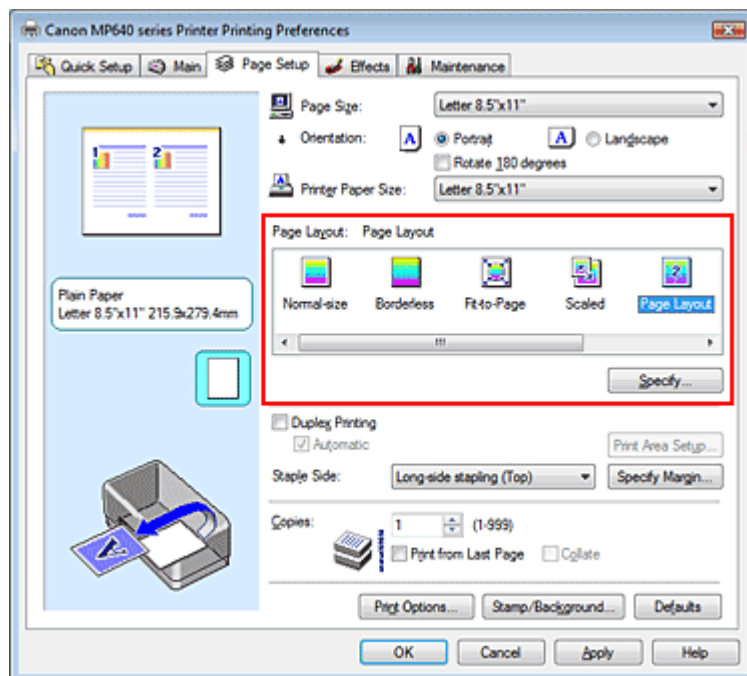 Canon MP640 series Printer Printing Preferences
Quick Setup Main Page Setup Effects Maintenance
Page Size: Letter 8.5"x11"
Orientation: A Portrait A Landscape
Rotate 180 degrees
Printer Paper Size: Letter 8.5"x11"
1 2
Page Layout: Page Layout
Normal-size Borderless Fit-to-Page Scaled Page Layout
Plain Paper
Letter 8.5"x11" 215.9x279.4mm
Specify...
Duplex Printing
Automatic Print Area Setup...
Staple Side: Long-side stapling (Top) Specify Margin...
Copies: 1 (1-999)
Print from Last Page Collate
A
Print Options... Stamp/Background... Defaults
OK Cancel Apply Help